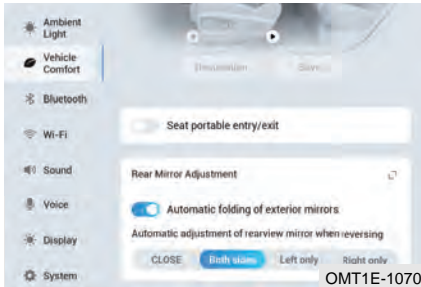 Ambient
Light
Vehicle
Comfort
Bluetooth
Wi-Fi
Sound
Voice
Display
System
Save
Seat portable entry/exit
Rear Mirror Adjustment
Automatic folding of exterior mirrors
Automatic adjustment of rearview mirror when reversing
CLOSE Both sides Left only Right only
OMT1E-1070